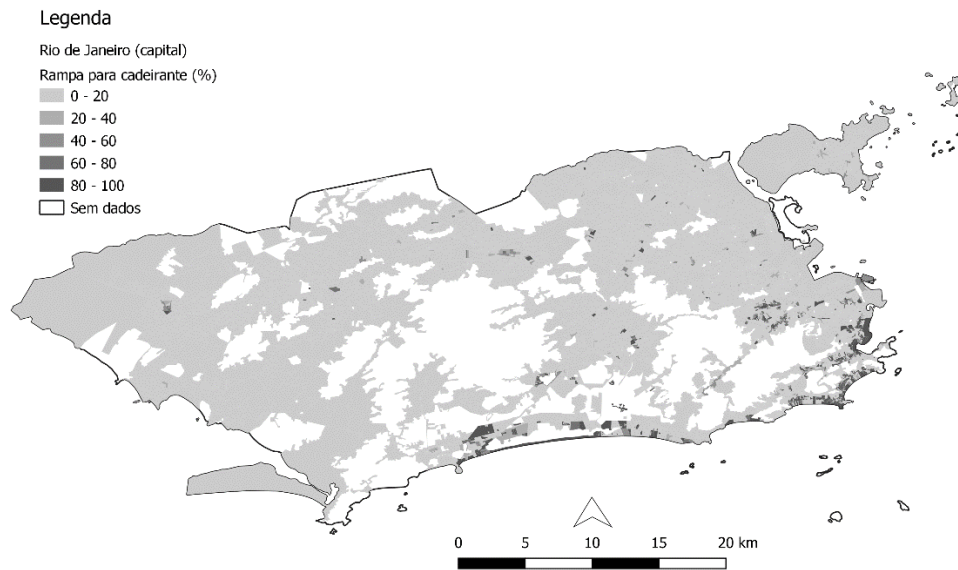 Legenda
Rio de Janeiro (capital)
Rampa para cadeirante (%)
0 - 20
20 - 40
40 - 60
60 - 80
80 - 100
Sem dados
0 5 10 15 20 km